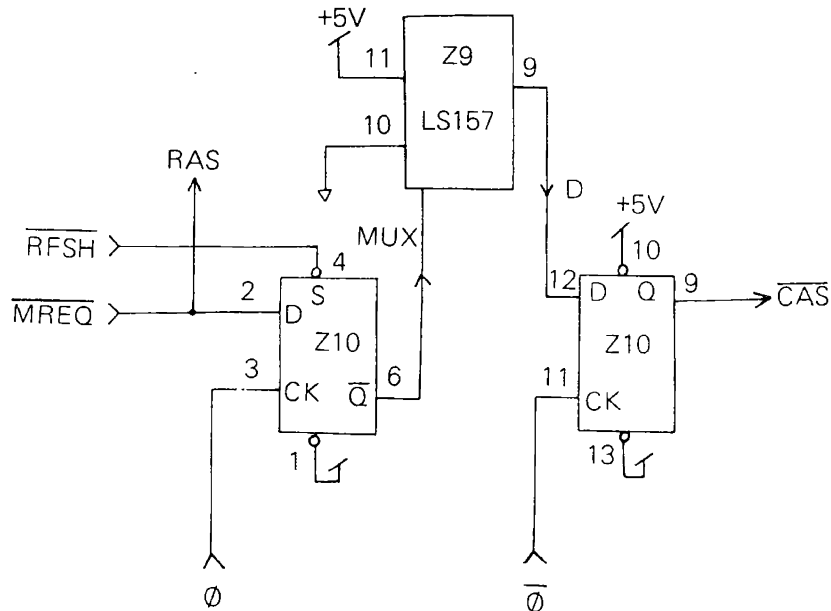 +5V
Z9
11
9
LS157
10
RAS
D
+5V
RFSH
MUX
4
10
S
12
D
Q
9
CAS
MREQ
2
D
Z10
Z10
3
CK
Q
6
11
CK
1
13
Ø
Ø